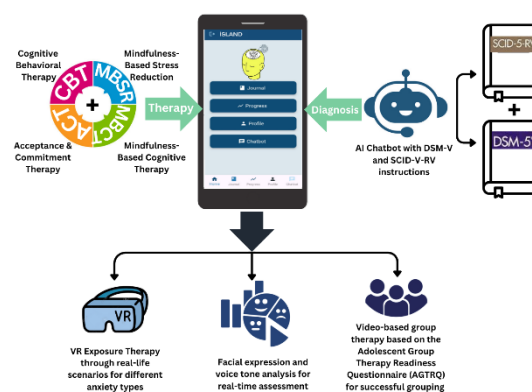 Cognitive
Behavioral
Therapy
Mindfulness-
Based Stress
Reduction
CBT
MBSR
ACT
MBCT
Acceptance &
Commitment
Therapy
Mindfulness-
Based Cognitive
Therapy
Therapy
ISLAND
Journal
Progress
Profile
Chatbot
Diagnosis
AI Chatbot with DSM-V
and SCID-V-RV
instructions
SCID-5-RV
+
DSM-5
VR
VR Exposure Therapy
through real-life
scenarios for different
anxiety types
Facial expression and
voice tone analysis for
real-time assessment
Video-based group
therapy based on the
Adolescent Group
Therapy Readiness
Questionnaire (AGTRQ)
for successful grouping